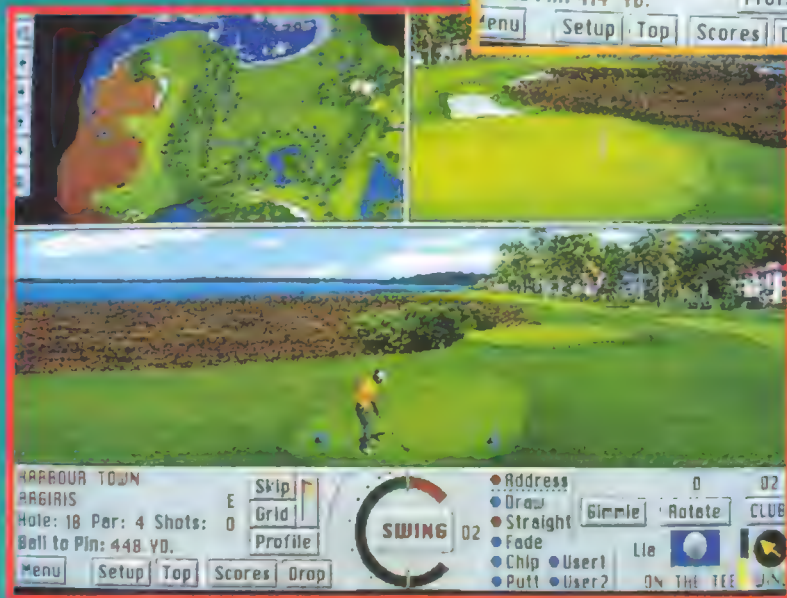 Menu Setup Top Scores
HARBOUR TOWN
ARGIRIS E
Hole: 18 Par: 4 Shots: 0
Ball to Pin: 448 YD.
Menu Setup Top Scores Drop
Skip
Grid
Profile
SWING 02
Address
Draw
Straight
Fade
Chip User1
Putt User2
0 02
Gimmie Rotate CLUB
Lie
ON THE TEE